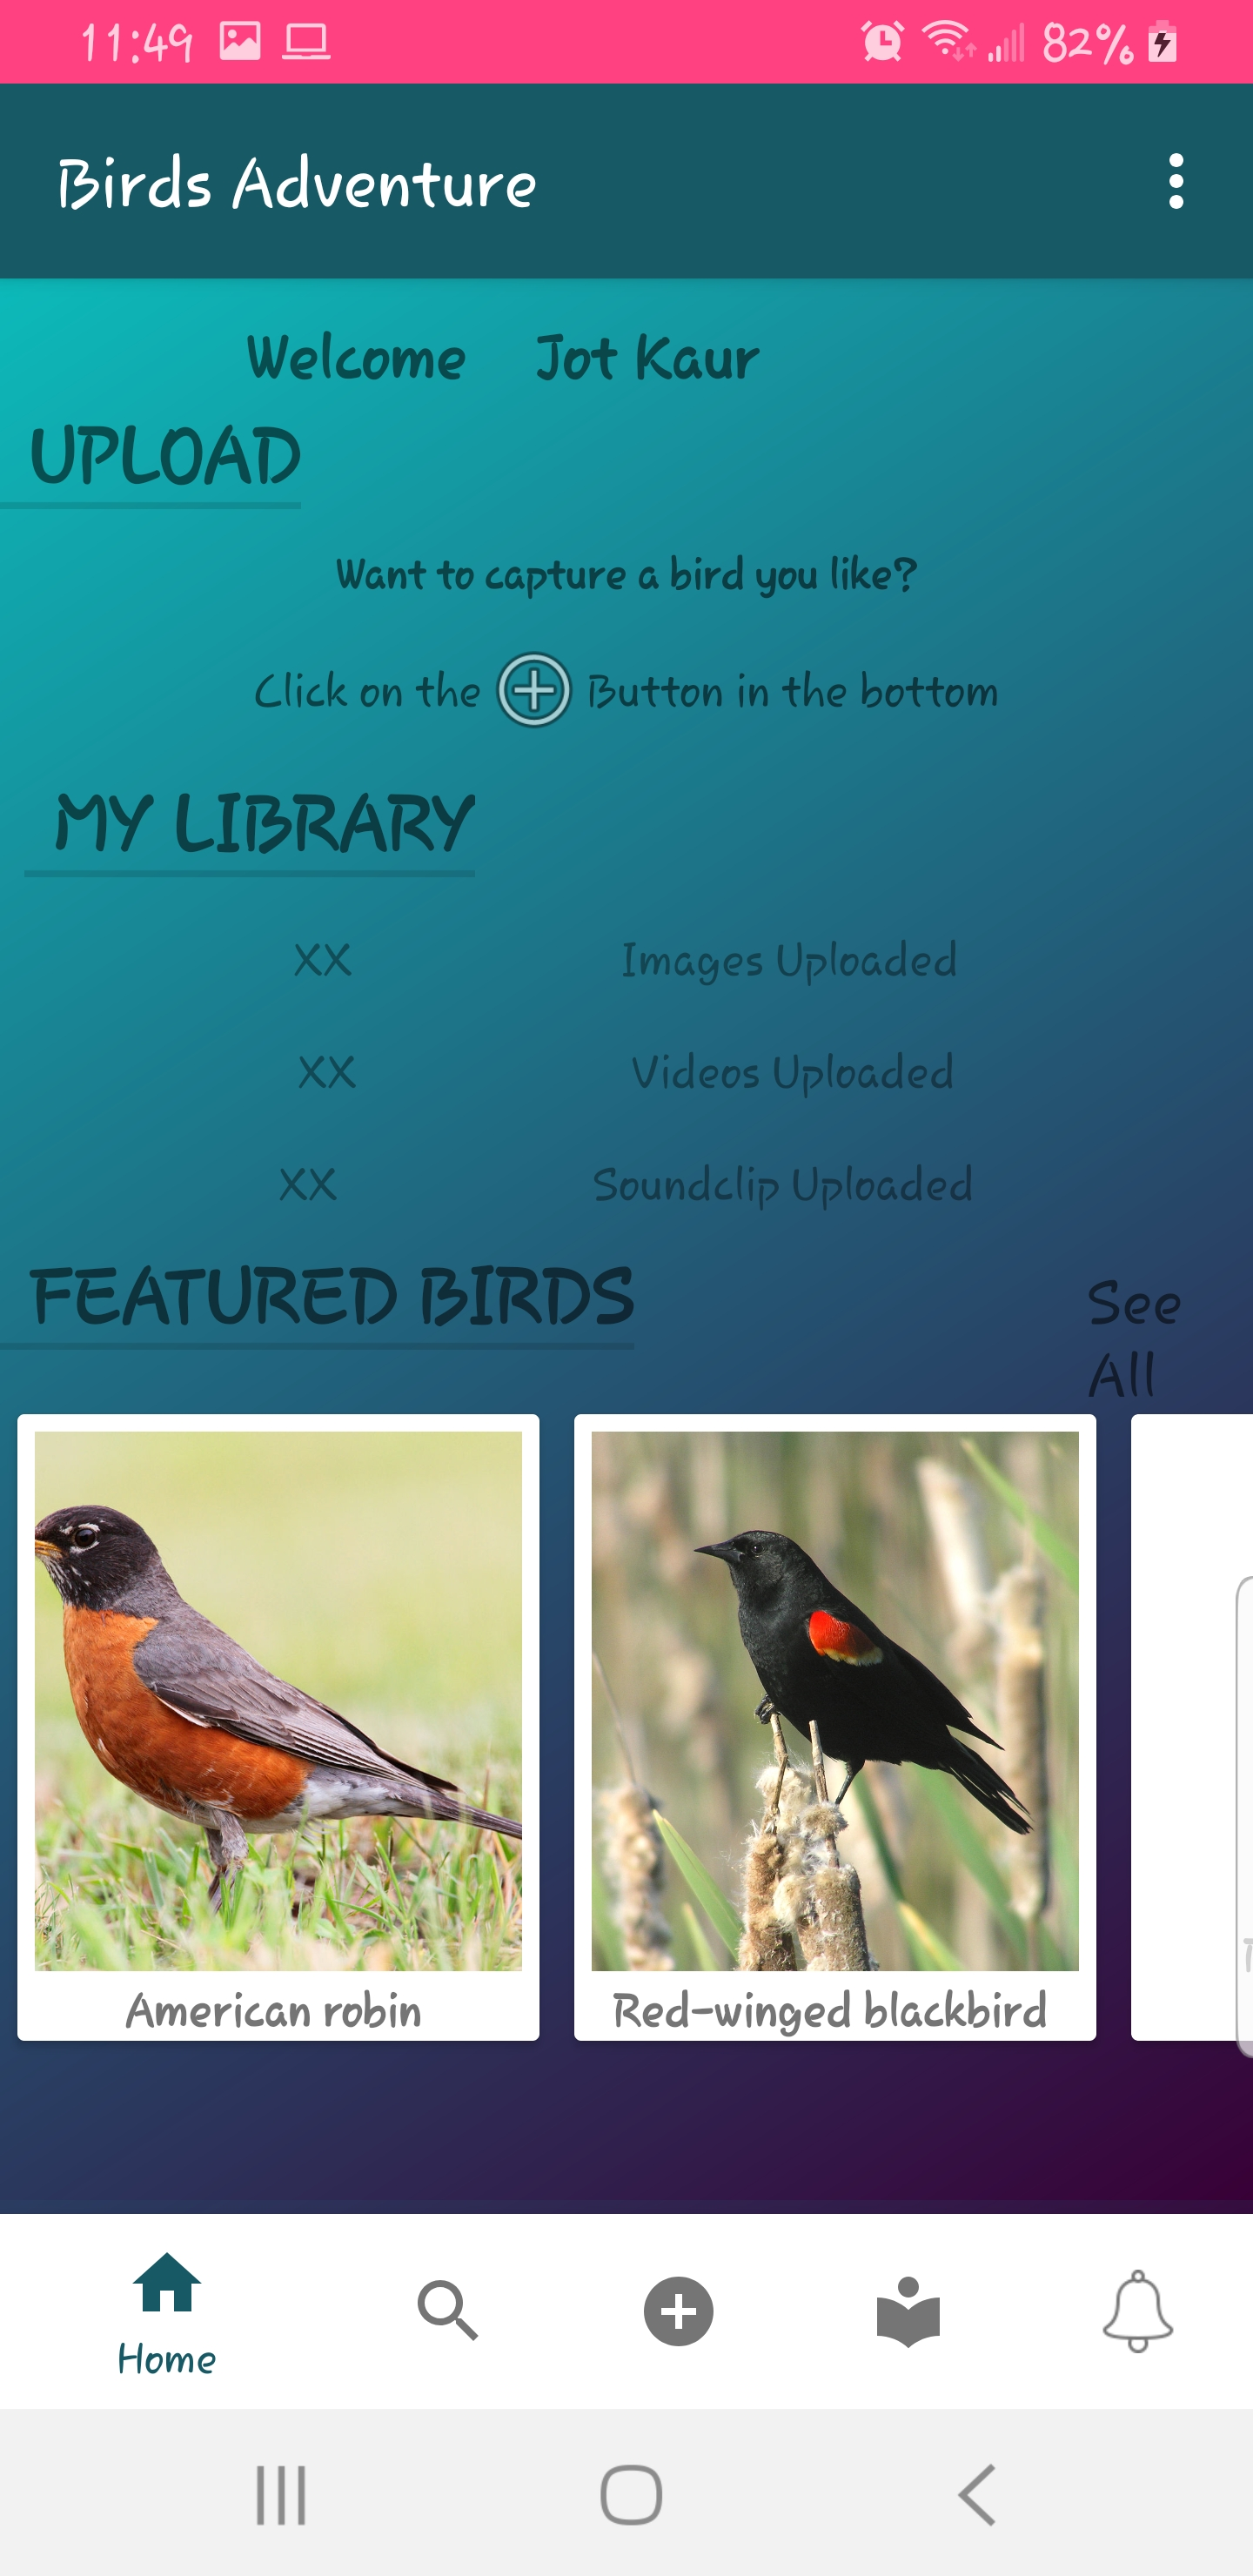 11:49 82%
Birds Adventure
Welcome Jot Kaur
UPLOAD
Want to capture a bird you like?
Click on the Button in the bottom
MY LIBRARY
XX Images Uploaded
XX Videos Uploaded
XX Soundclip Uploaded
FEATURED BIRDS See
All
American robin Red-winged blackbird
Home